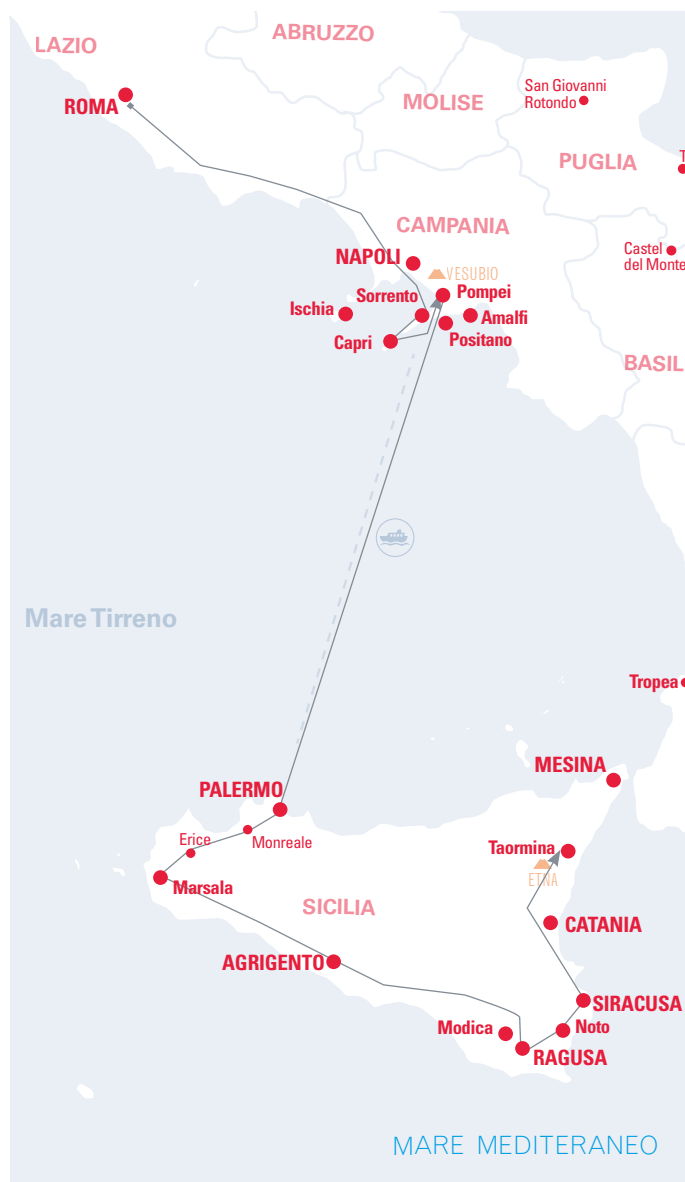 LAZIO
ABRUZZO
ROMA
MOLISE
San Giovanni
Rotondo
PUGLIA
T
CAMPANIA
NAPOLI
VESUBIO
Castel
del Monte
Ischia
Sorrento
Pompei
Capri
Amalfi
Positano
BASIL
Mare Tirreno
Tropea
MESINA
PALERMO
Erice
Monreale
Taormina
ETNA
Marsala
SICILIA
CATANIA
AGRIGENTO
SIRACUSA
Modica
Noto
RAGUSA
MARE MEDITERANEO